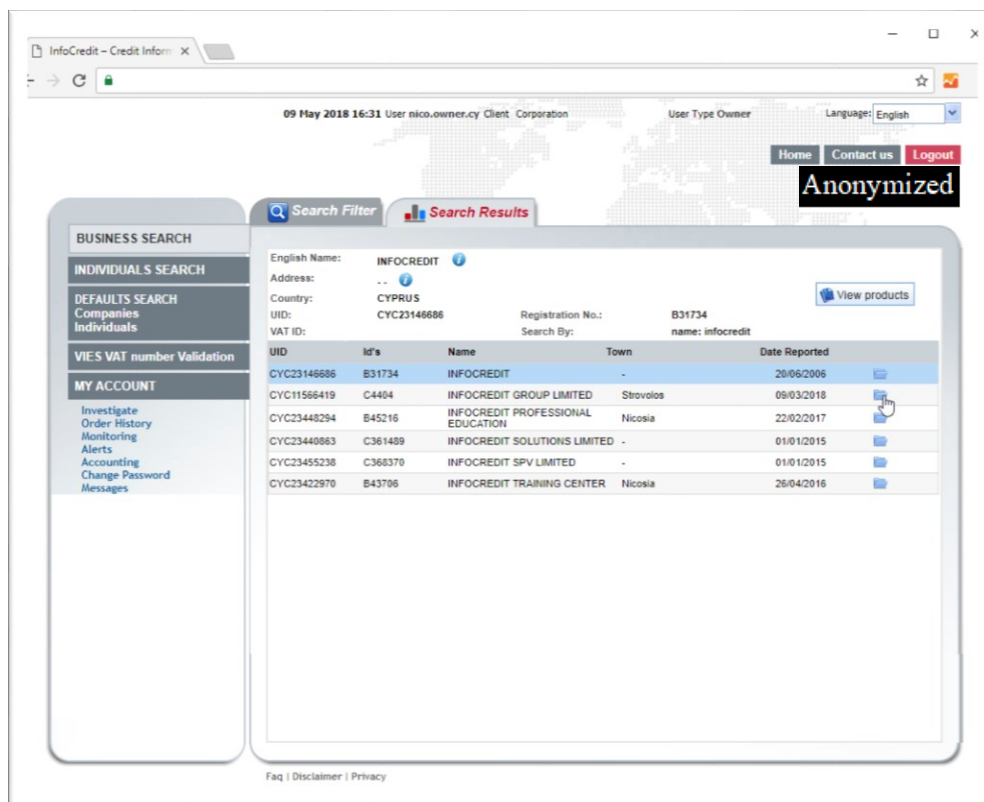 InfoCredit – Credit Inform
09 May 2018 16:31 User nico.owner.cy Client Corporation User Type Owner Language: English
Home Contact us Logout
Anonymized
Search Filter Search Results
BUSINESS SEARCH
INDIVIDUALS SEARCH
DEFAULTS SEARCH
Companies
Individuals
VIES VAT number Validation
MY ACCOUNT
Investigate
Order History
Monitoring
Alerts
Accounting
Change Password
Messages
English Name: INFOCREDIT
Address: - -
View products
Country: CYPRUS
UID: CYC23146686 Registration No.: B31734
VAT ID: Search By: name: infocredit
UID Id's Name Town Date Reported
CYC23146686 B31734 INFOCREDIT - 20/06/2006
CYC11566419 C4404 INFOCREDIT GROUP LIMITED Strovolos 09/03/2018
CYC23448294 B45216 INFOCREDIT PROFESSIONAL EDUCATION Nicosia 22/02/2017
CYC23440863 C361489 INFOCREDIT SOLUTIONS LIMITED - 01/01/2015
CYC23455238 C368370 INFOCREDIT SPV LIMITED - 01/01/2015
CYC23422970 B43706 INFOCREDIT TRAINING CENTER Nicosia 26/04/2016
Faq | Disclaimer | Privacy